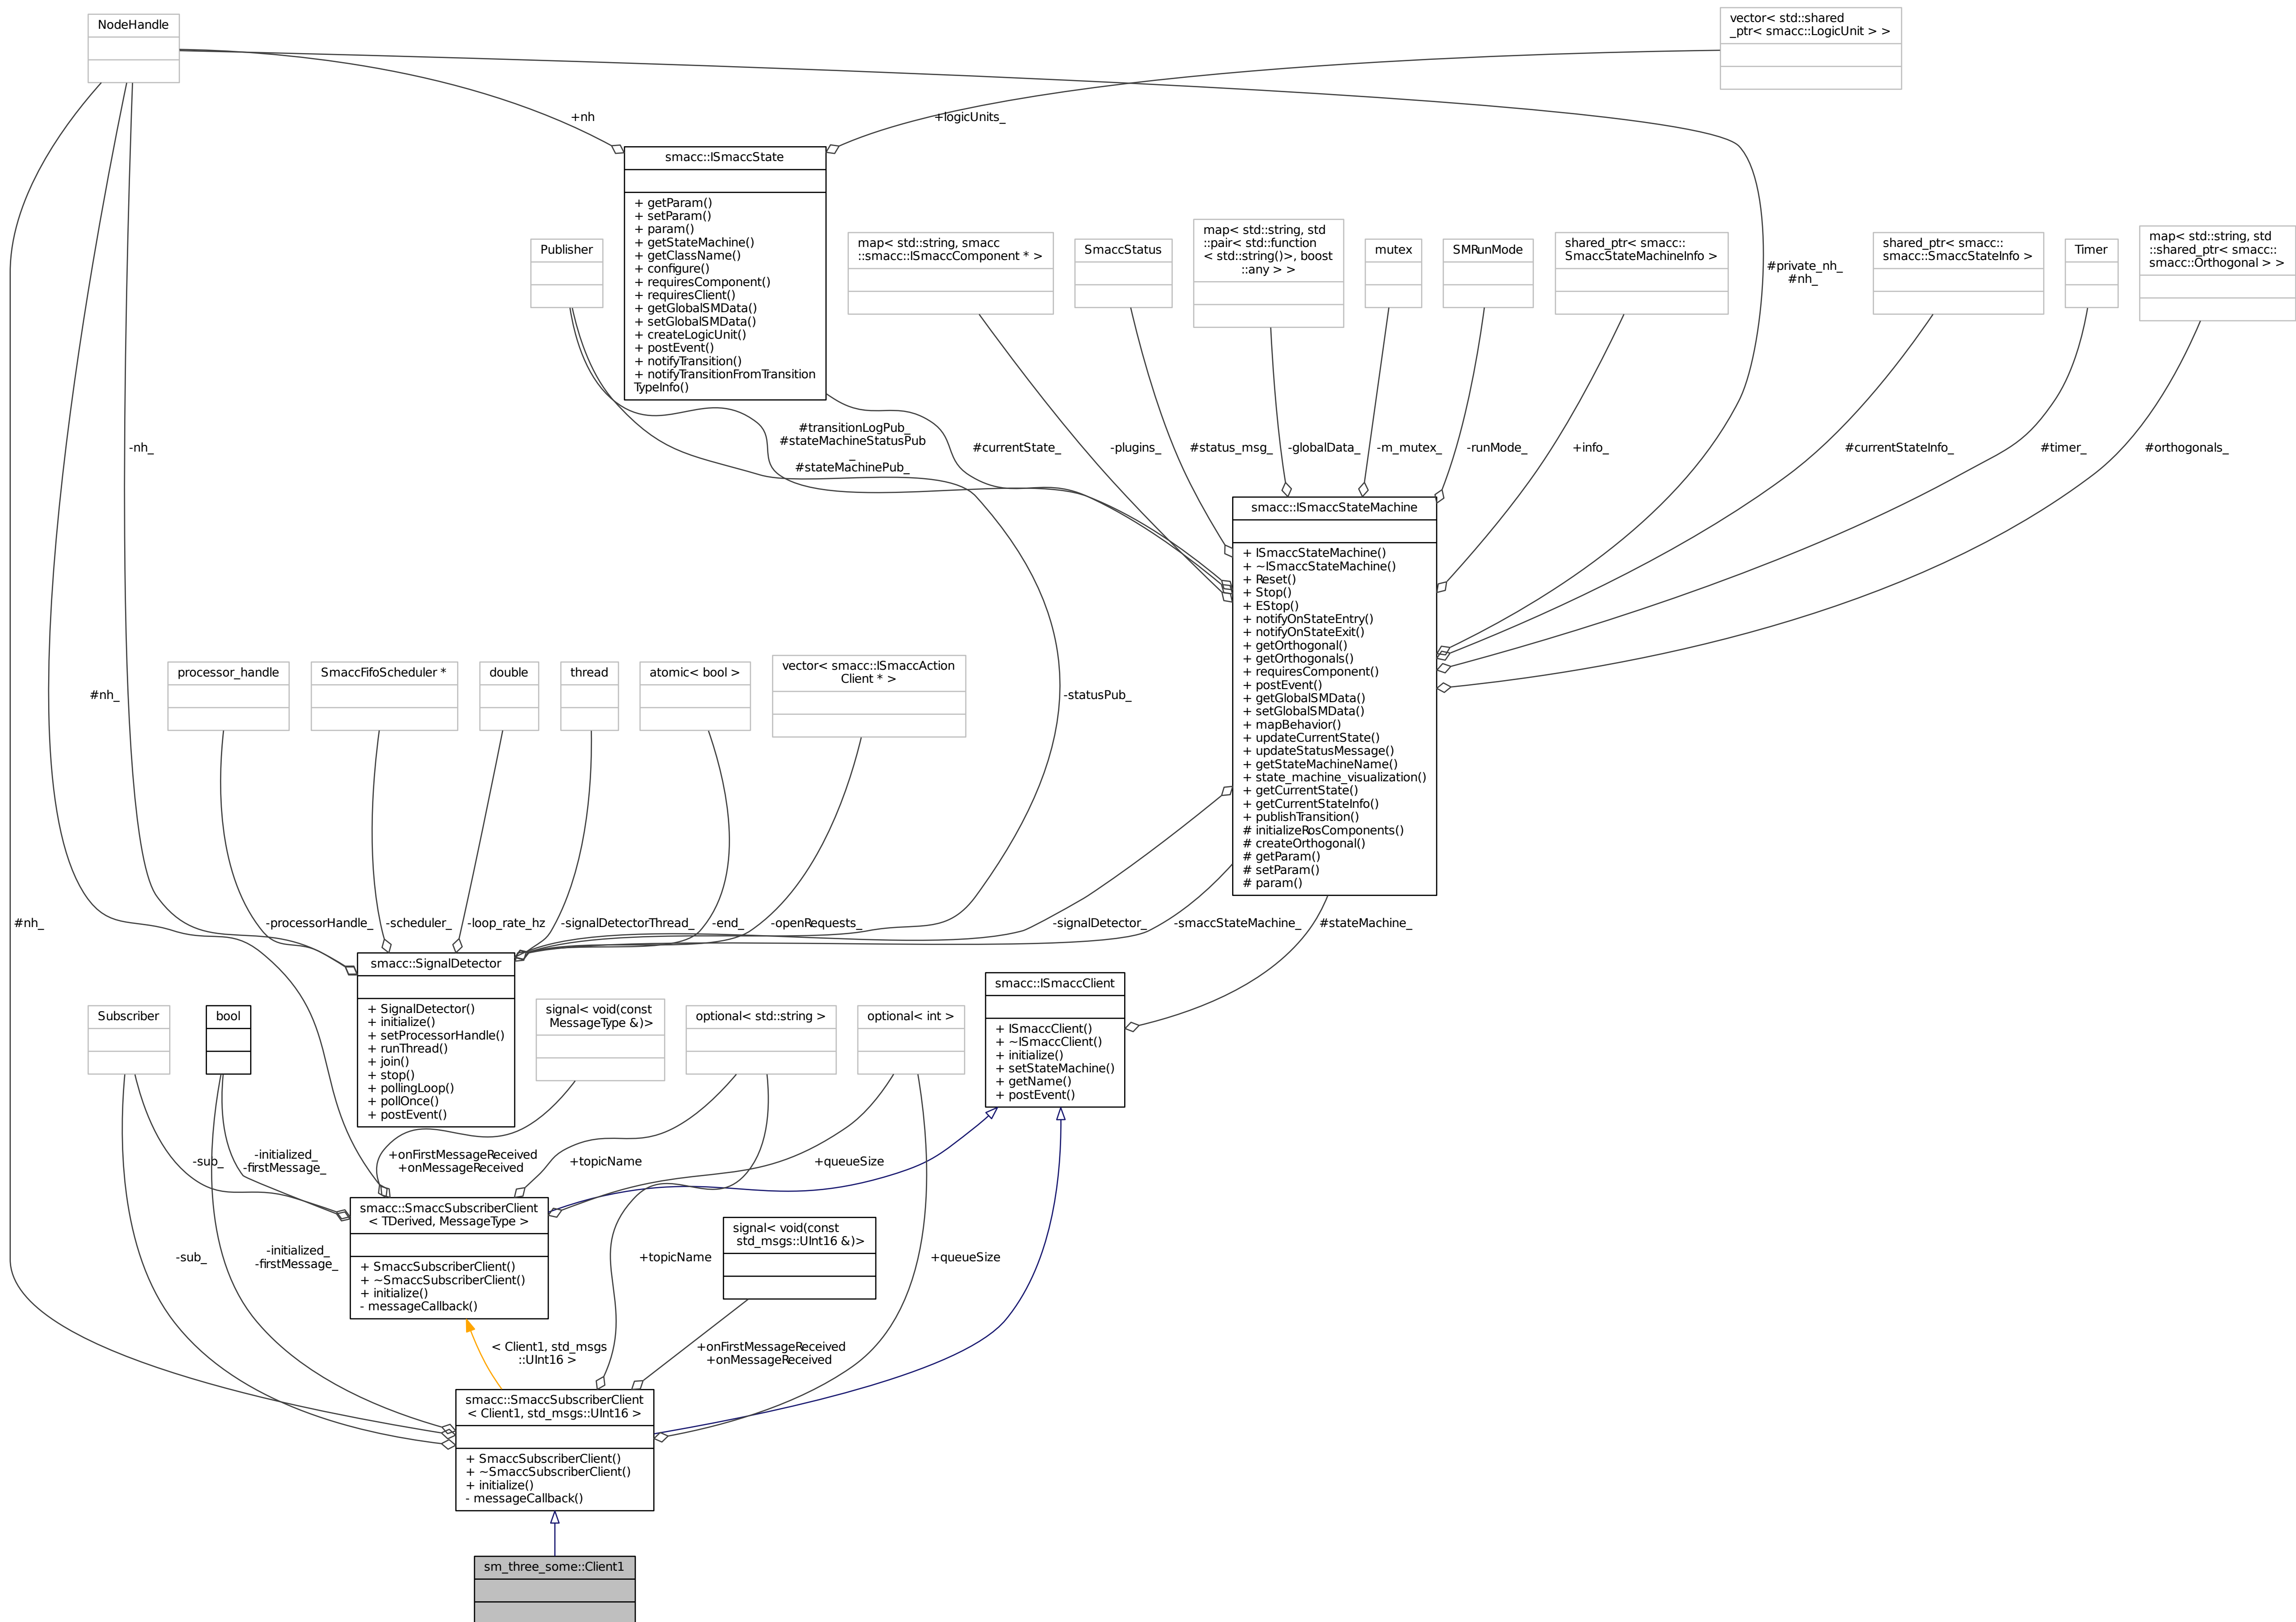 NodeHandle
vector< std::shared
_ptr< smacc::LogicUnit > >
+nh
+logicUnits_
smacc::ISmaccState
+ getParam()
+ setParam()
+ param()
+ getStateMachine()
+ getClassName()
+ configure()
+ requiresComponent()
+ requiresClient()
+ getGlobalSMData()
+ setGlobalSMData()
+ createLogicUnit()
+ postEvent()
+ notifyTransition()
+ notifyTransitionFromTransition
TypeInfo()
Publisher
map< std::string, smacc
::smacc::ISmaccComponent * >
SmaccStatus
map< std::string, std
::pair< std::function
< std::string()>, boost
::any > >
mutex
SMRunMode
shared_ptr< smacc::
SmaccStateMachineInfo >
#private_nh_
#nh_
shared_ptr< smacc::
smacc::SmaccStateInfo >
Timer
map< std::string, std
::shared_ptr< smacc::
smacc::Orthogonal > >
-nh_
#transitionLogPub_
#stateMachineStatusPub
_
#stateMachinePub_
#currentState_
-plugins_
#status_msg_
-globalData_
-m_mutex_
-runMode_
+info_
#currentStateInfo_
#timer_
#orthogonals_
smacc::ISmaccStateMachine
+ ISmaccStateMachine()
+ ~ISmaccStateMachine()
+ Reset()
+ Stop()
+ EStop()
+ notifyOnStateEntry()
+ notifyOnStateExit()
+ getOrthogonal()
+ getOrthogonals()
+ requiresComponent()
+ postEvent()
+ getGlobalSMData()
+ setGlobalSMData()
+ mapBehavior()
+ updateCurrentState()
+ updateStatusMessage()
+ getStateMachineName()
+ state_machine_visualization()
+ getCurrentState()
+ getCurrentStateInfo()
+ publishTransition()
# initializeRosComponents()
# createOrthogonal()
# getParam()
# setParam()
# param()
#nh_
processor_handle
SmaccFifoScheduler *
double
thread
atomic< bool >
vector< smacc::ISmaccAction
Client * >
-statusPub_
#nh_
-processorHandle_
-scheduler_
-loop_rate_hz
-signalDetectorThread_
-end_
-openRequests_
-signalDetector_
-smaccStateMachine_
#stateMachine_
smacc::SignalDetector
+ SignalDetector()
+ initialize()
+ setProcessorHandle()
+ runThread()
+ join()
+ stop()
+ pollingLoop()
+ pollOnce()
+ postEvent()
smacc::ISmaccClient
+ ISmaccClient()
+ ~ISmaccClient()
+ initialize()
+ setStateMachine()
+ getName()
+ postEvent()
Subscriber
bool
signal< void(const
MessageType &)>
optional< std::string >
optional< int >
-sub_
-initialized_
-firstMessage_
+onFirstMessageReceived
+onMessageReceived
+topicName
+queueSize
smacc::SmaccSubscriberClient
< TDerived, MessageType >
+ SmaccSubscriberClient()
+ ~SmaccSubscriberClient()
+ initialize()
- messageCallback()
signal< void(const
std_msgs::UInt16 &)>
-sub_
-initialized_
-firstMessage_
+topicName
+queueSize
< Client1, std_msgs
::UInt16 >
+onFirstMessageReceived
+onMessageReceived
smacc::SmaccSubscriberClient
< Client1, std_msgs::UInt16 >
+ SmaccSubscriberClient()
+ ~SmaccSubscriberClient()
+ initialize()
- messageCallback()
sm_three_some::Client1